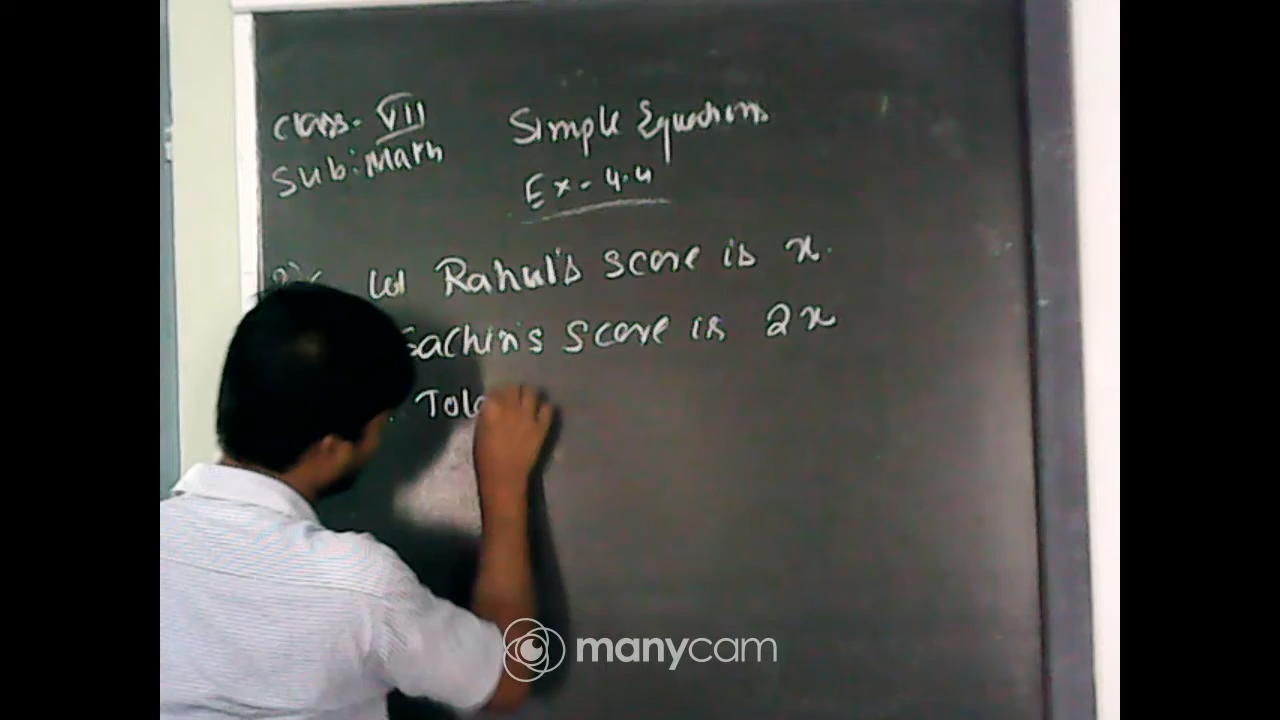 Class- VII
Sub: Math
Simple Equations
Ex- 4.4
Let Rahul's score is x.
Sachin's score is 2x
manycam